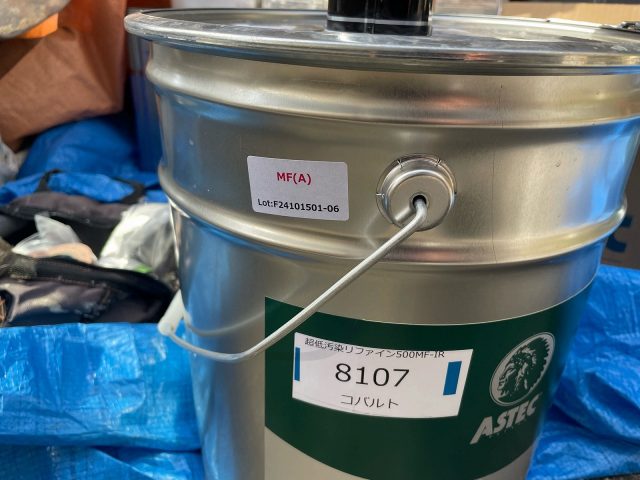 MF(A)
Lot:F24101501-06
超低汚染リファイン500MF-IR
8107
コバルト
ASTEC